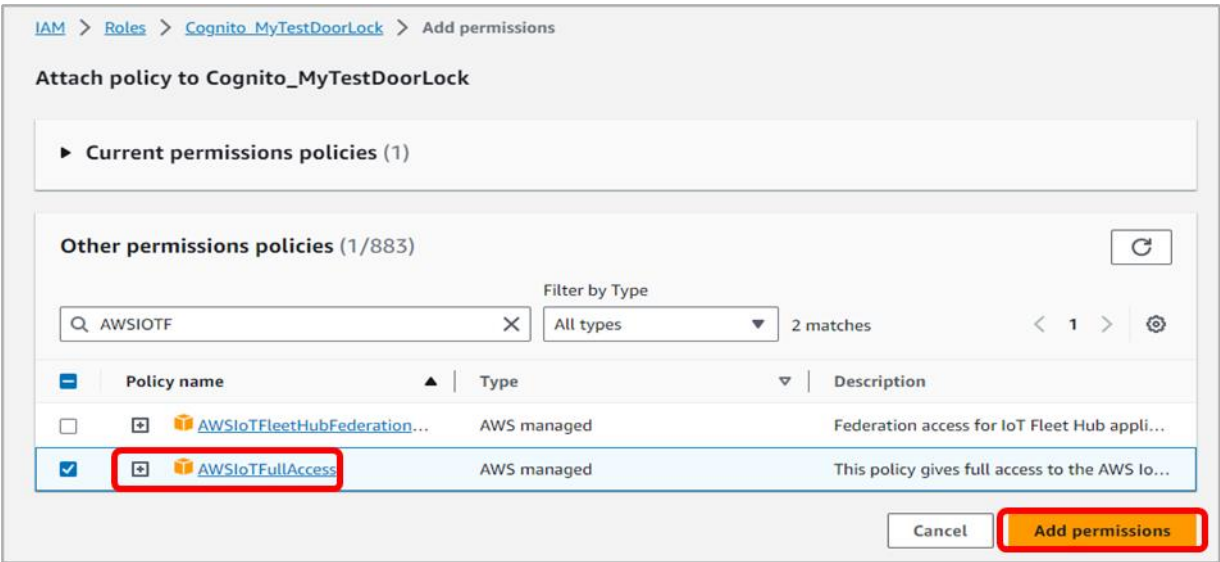 IAM > Roles > Cognito_MyTestDoorLock > Add permissions
Attach policy to Cognito_MyTestDoorLock
Current permissions policies (1)
Other permissions policies (1/883)
Filter by Type
AWSIOTF All types 2 matches < 1 >
Policy name Type Description
AWSIoTFleetHubFederation... AWS managed Federation access for IoT Fleet Hub appli...
AWSIoTFullAccess AWS managed This policy gives full access to the AWS Io...
Cancel Add permissions